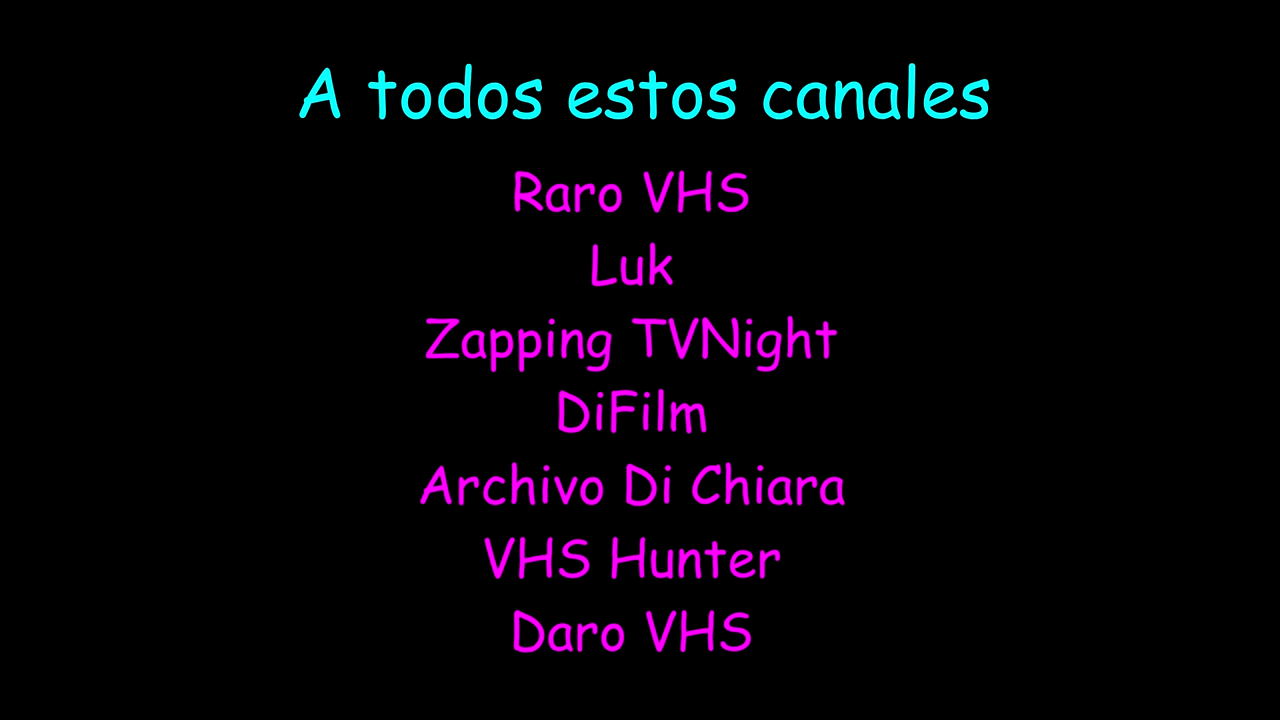 A todos estos canales
Raro VHS
Luk
Zapping TVNight
DiFilm
Archivo Di Chiara
VHS Hunter
Daro VHS